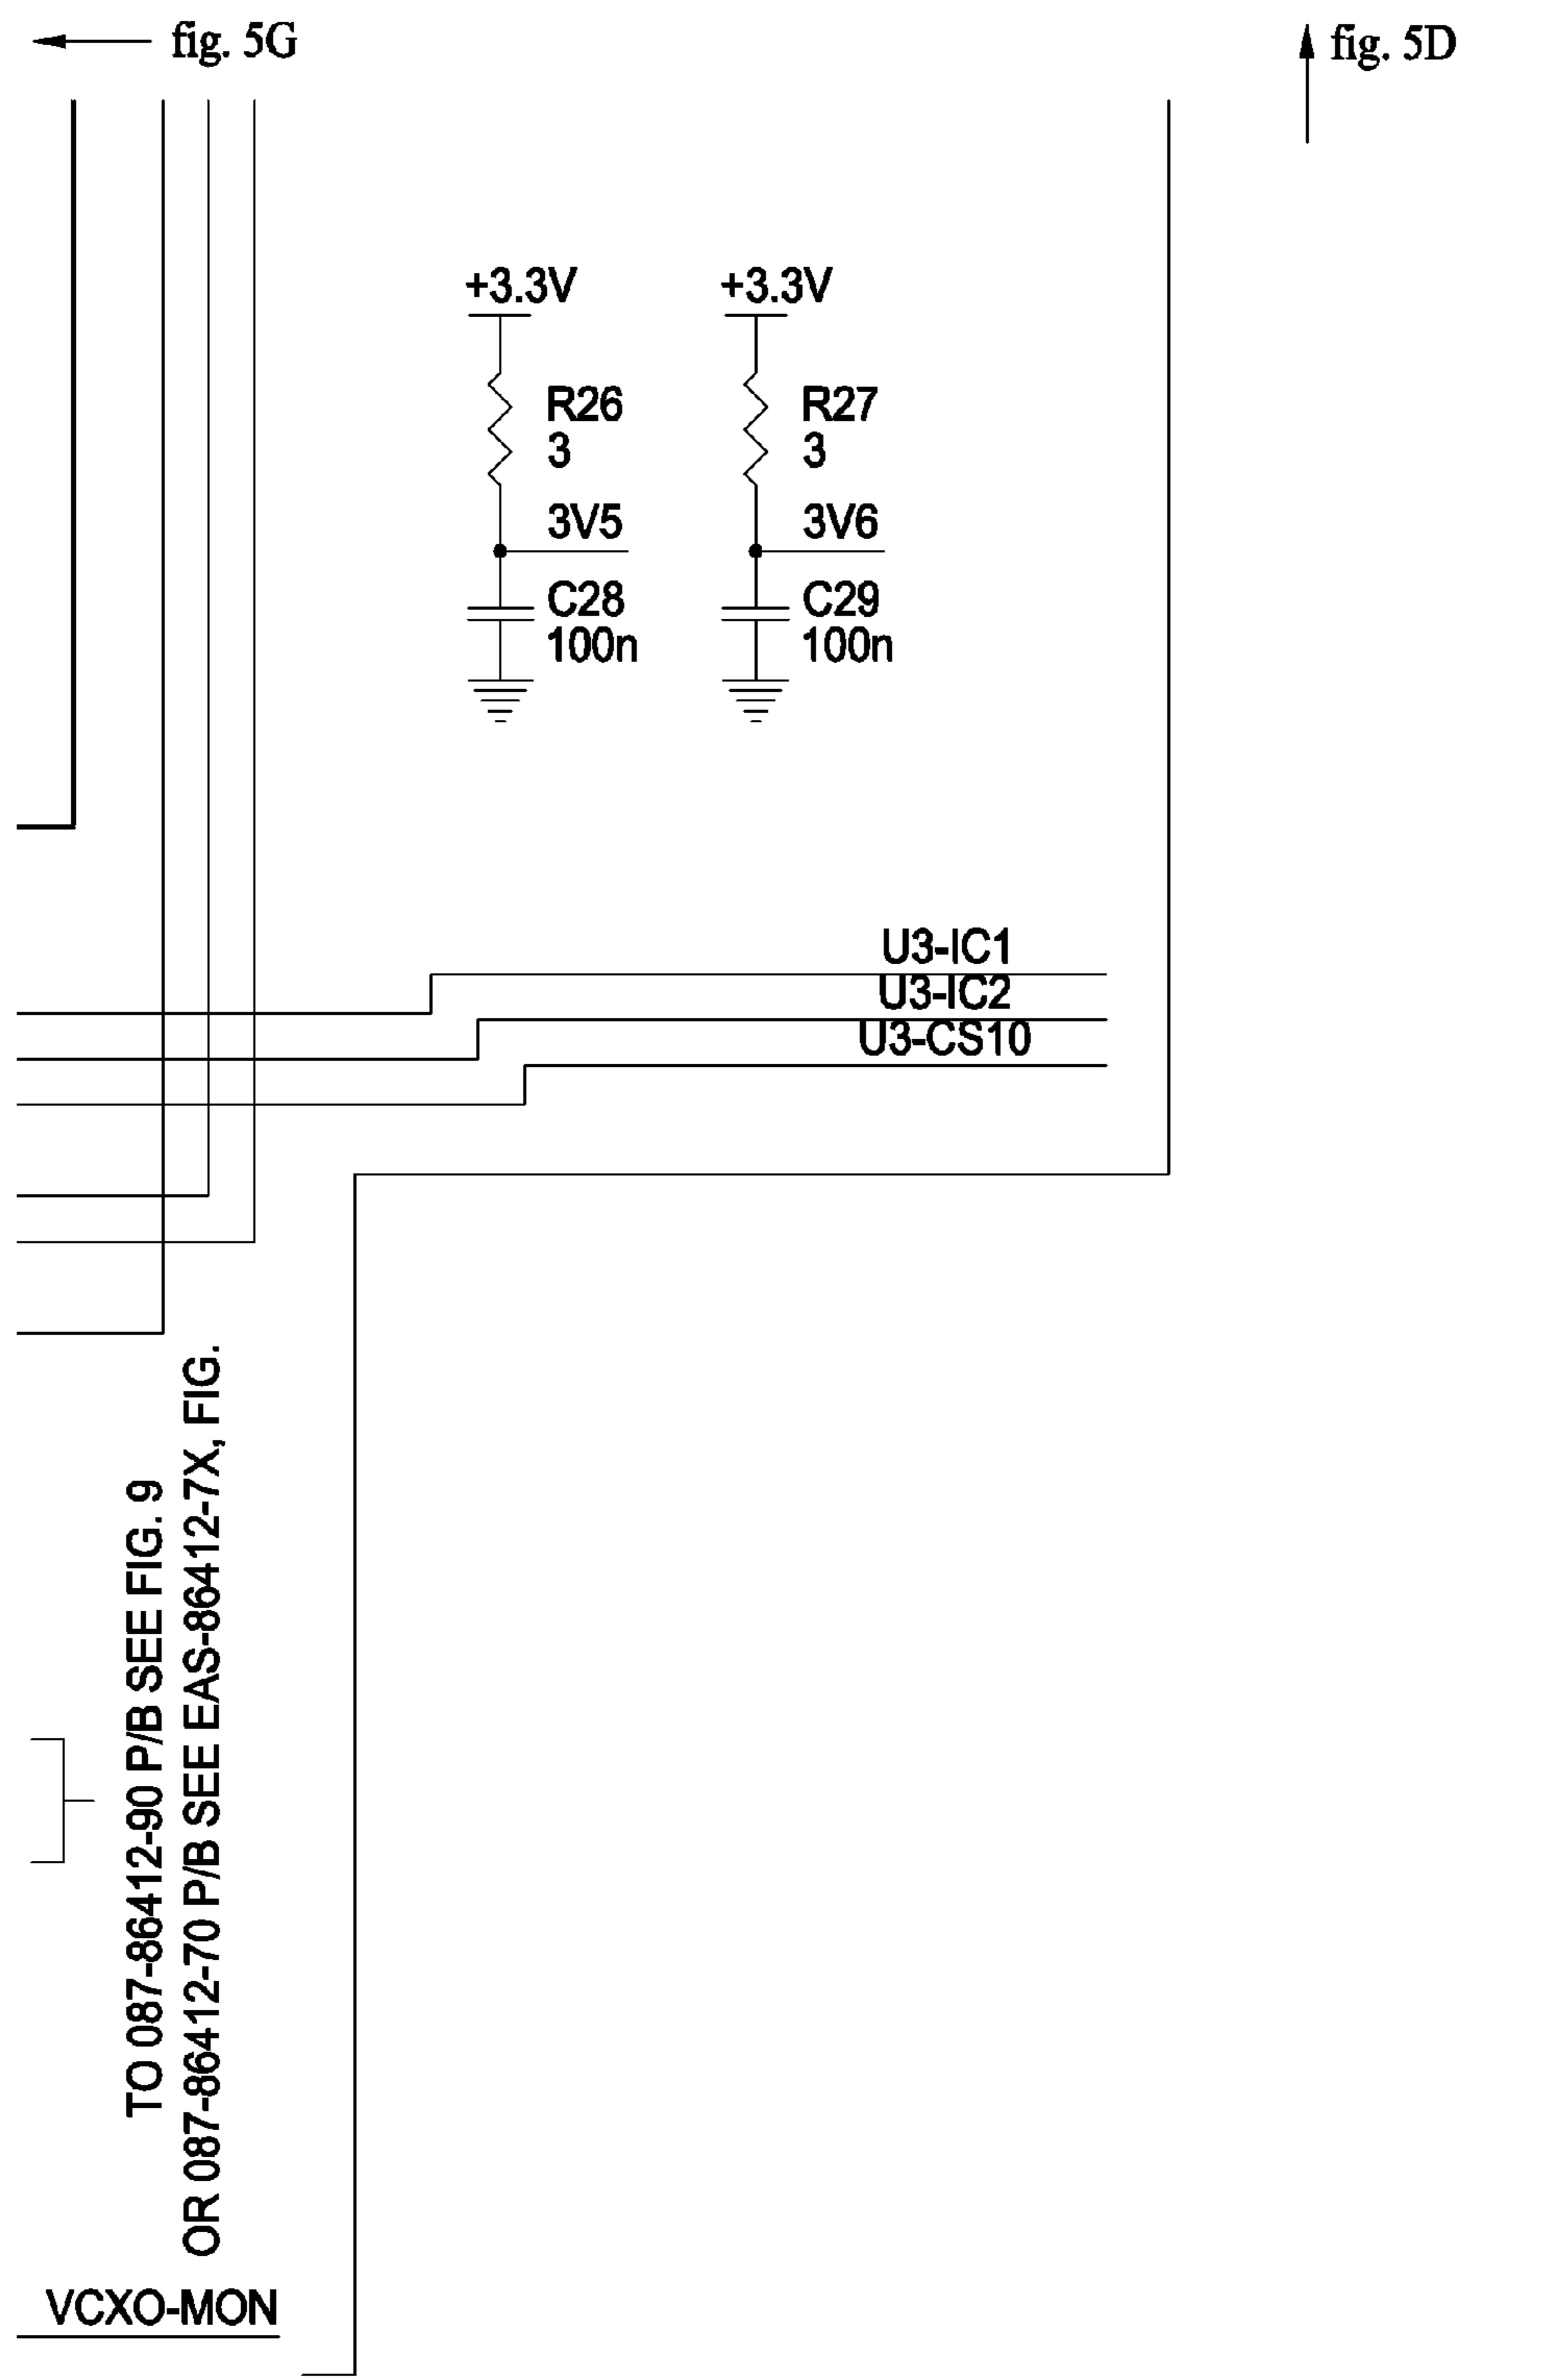 fig. 5G
fig. 5D
+3.3V
+3.3V
R26
3
R27
3
3V5
3V6
C28
100n
C29
100n
U3-IC1
U3-IC2
U3-CS10
TO 087-86412-90 P/B SEE FIG. 9
OR 087-86412-70 P/B SEE EAS-86412-7X, FIG.
VCXO-MON